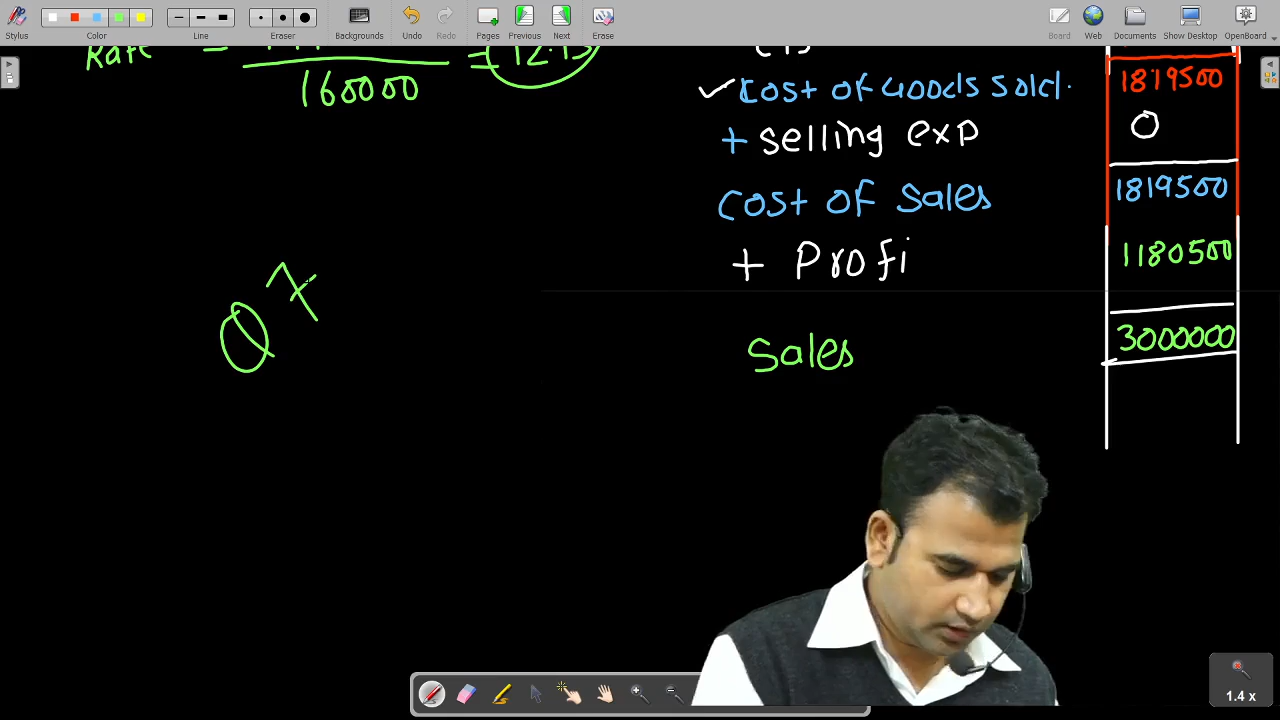 Stylus
Color
Line
Eraser
Backgrounds
Undo
Redo
Pages
Previous
Next
Erase
Board
Web
Documents
Show Desktop
OpenBoard
Rate =
160000
= 12.15
Cost of Goods Sold. 1819500
+ selling exp 0
Cost of Sales 1819500
+ Profi 1180500
Sales 3000000
Q 7
1.4 x